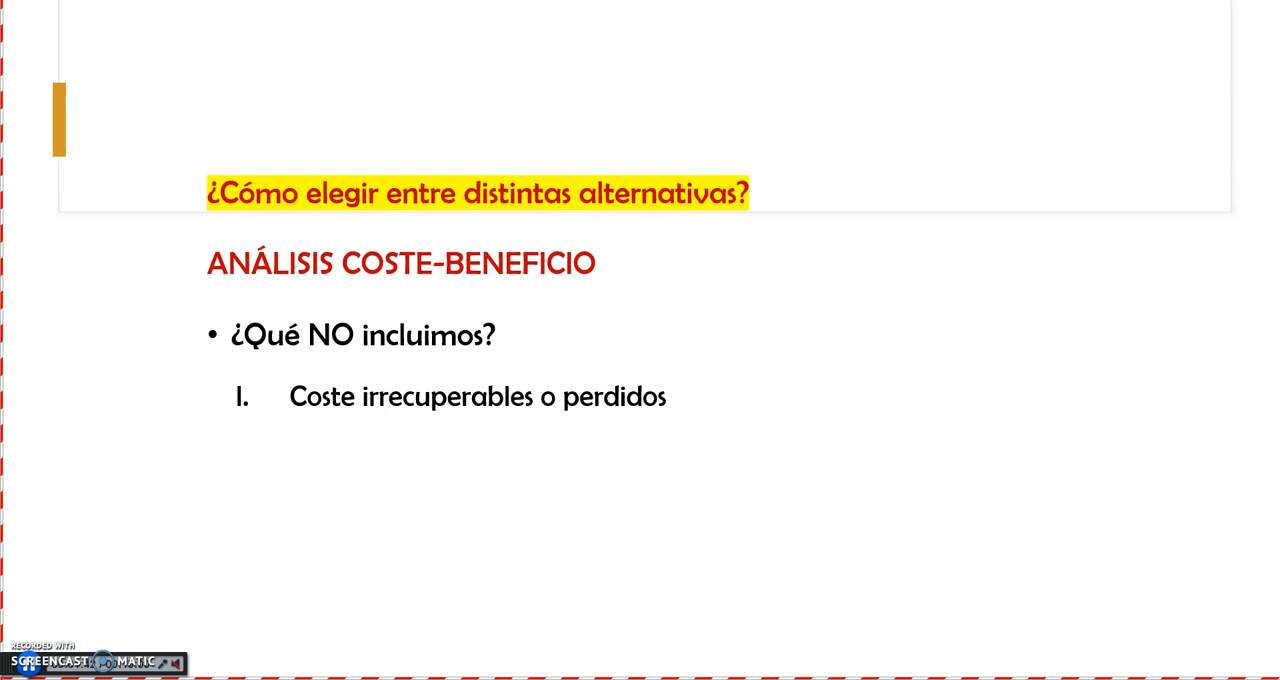 ¿Cómo elegir entre distintas alternativas?
ANÁLISIS COSTE-BENEFICIO
• ¿Qué NO incluimos?
I. Coste irrecuperables o perdidos
RECORDED WITH
SCREENCAST MATIC